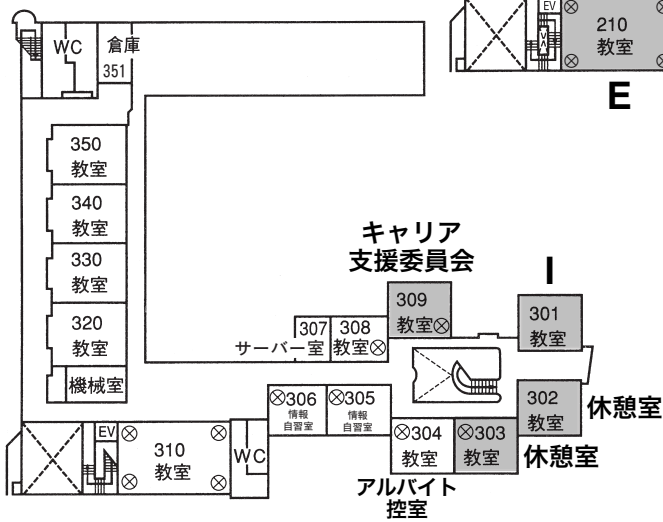 WC
倉庫
351
EV
210
教室
E
350
教室
340
教室
330
教室
320
教室
機械室
キャリア
支援委員会
309
教室
I
301
教室
307
サーバー室
308
教室
302
教室
休憩室
306
情報
自習室
305
情報
自習室
304
教室
303
教室
休憩室
アルバイト
控室
EV
310
教室
WC